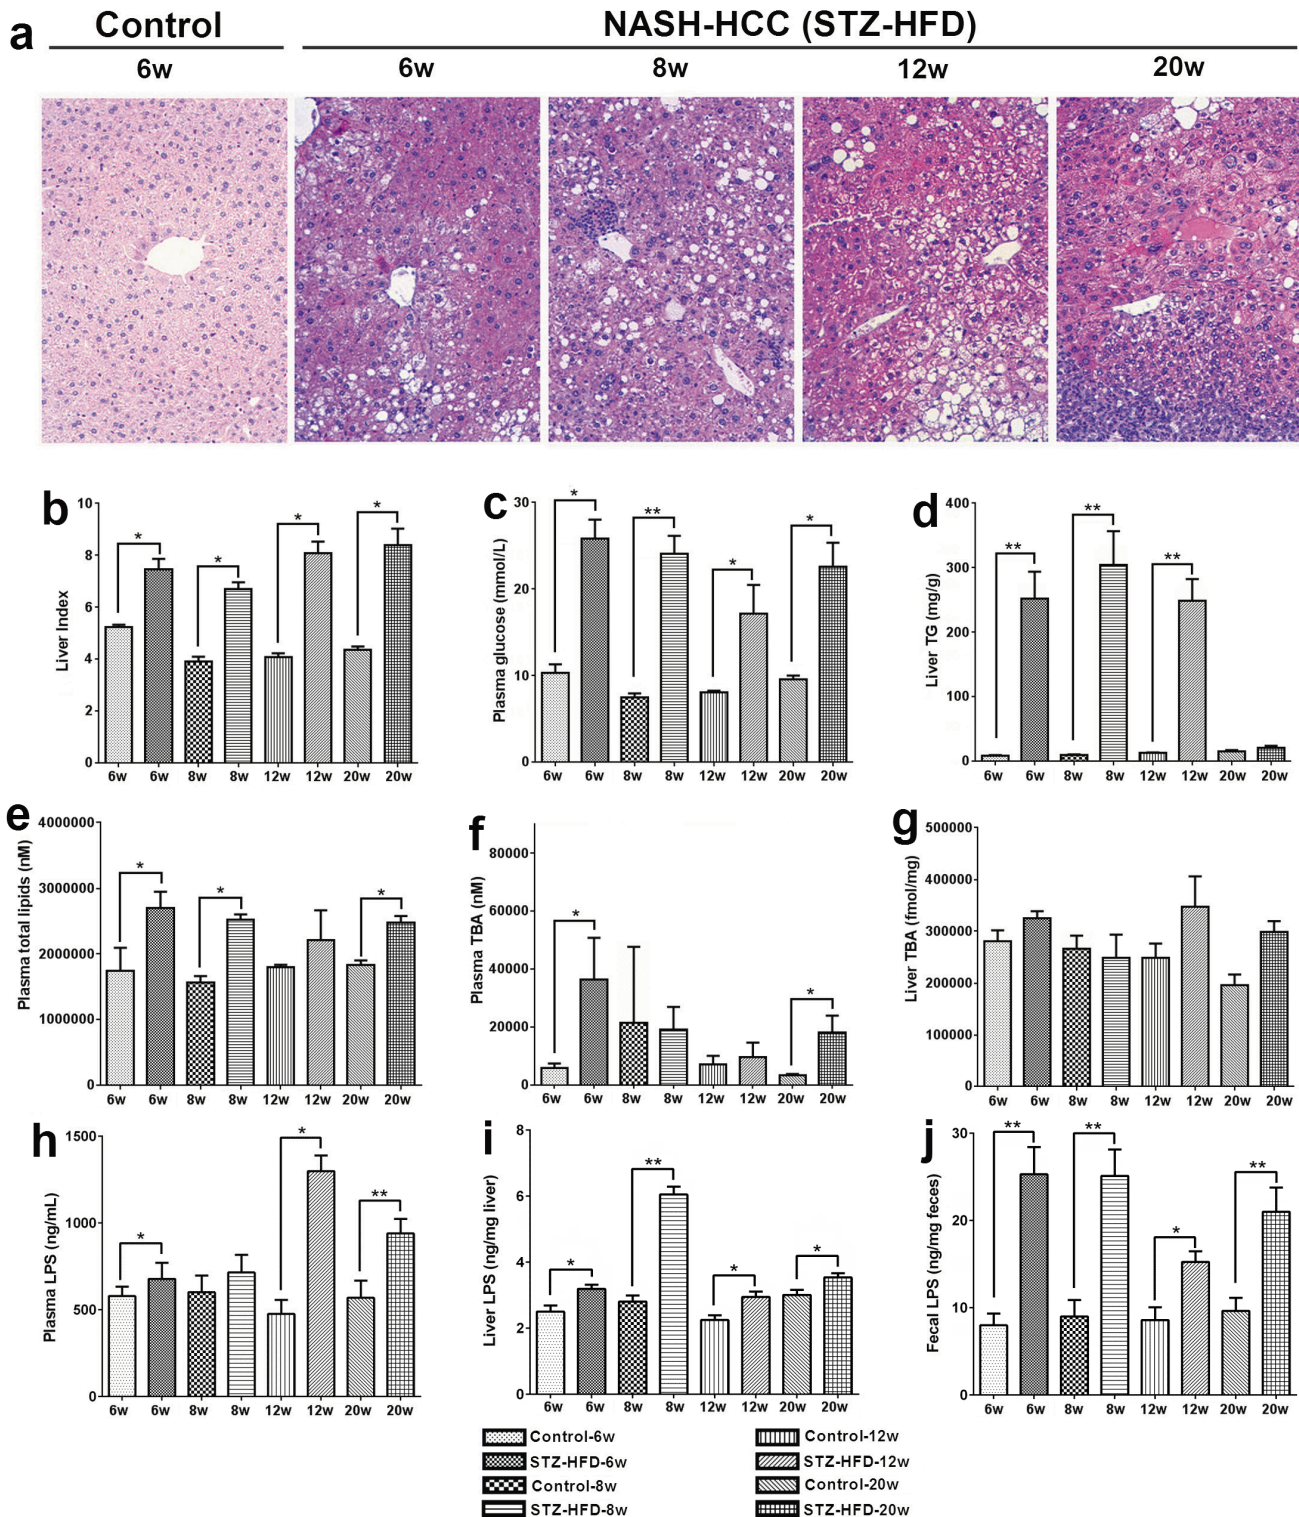 a
Control
NASH-HCC (STZ-HFD)
6w
6w
8w
12w
20w
b
Liver Index
10
8
6
4
2
0
* * * *
6w 6w 8w 8w 12w 12w 20w 20w
c
Plasma glucose (mmol/L)
30
20
10
0
* ** * *
6w 6w 8w 8w 12w 12w 20w 20w
d
Liver TG (mg/g)
400
300
200
100
0
** ** **
6w 6w 8w 8w 12w 12w 20w 20w
e
Plasma total lipids (nM)
4000000
3000000
2000000
1000000
0
* * *
6w 6w 8w 8w 12w 12w 20w 20w
f
Plasma TBA (nM)
80000
60000
40000
20000
0
* *
6w 6w 8w 8w 12w 12w 20w 20w
g
Liver TBA (fmol/mg)
500000
400000
300000
200000
100000
0
6w 6w 8w 8w 12w 12w 20w 20w
h
Plasma LPS (ng/mL)
1500
1000
500
0
* * **
6w 6w 8w 8w 12w 12w 20w 20w
i
Liver LPS (ng/mg liver)
8
6
4
2
0
* ** * *
6w 6w 8w 8w 12w 12w 20w 20w
j
Fecal LPS (ng/mg feces)
30
20
10
0
** ** * **
6w 6w 8w 8w 12w 12w 20w 20w
Control-6w
STZ-HFD-6w
Control-8w
STZ-HFD-8w
Control-12w
STZ-HFD-12w
Control-20w
STZ-HFD-20w